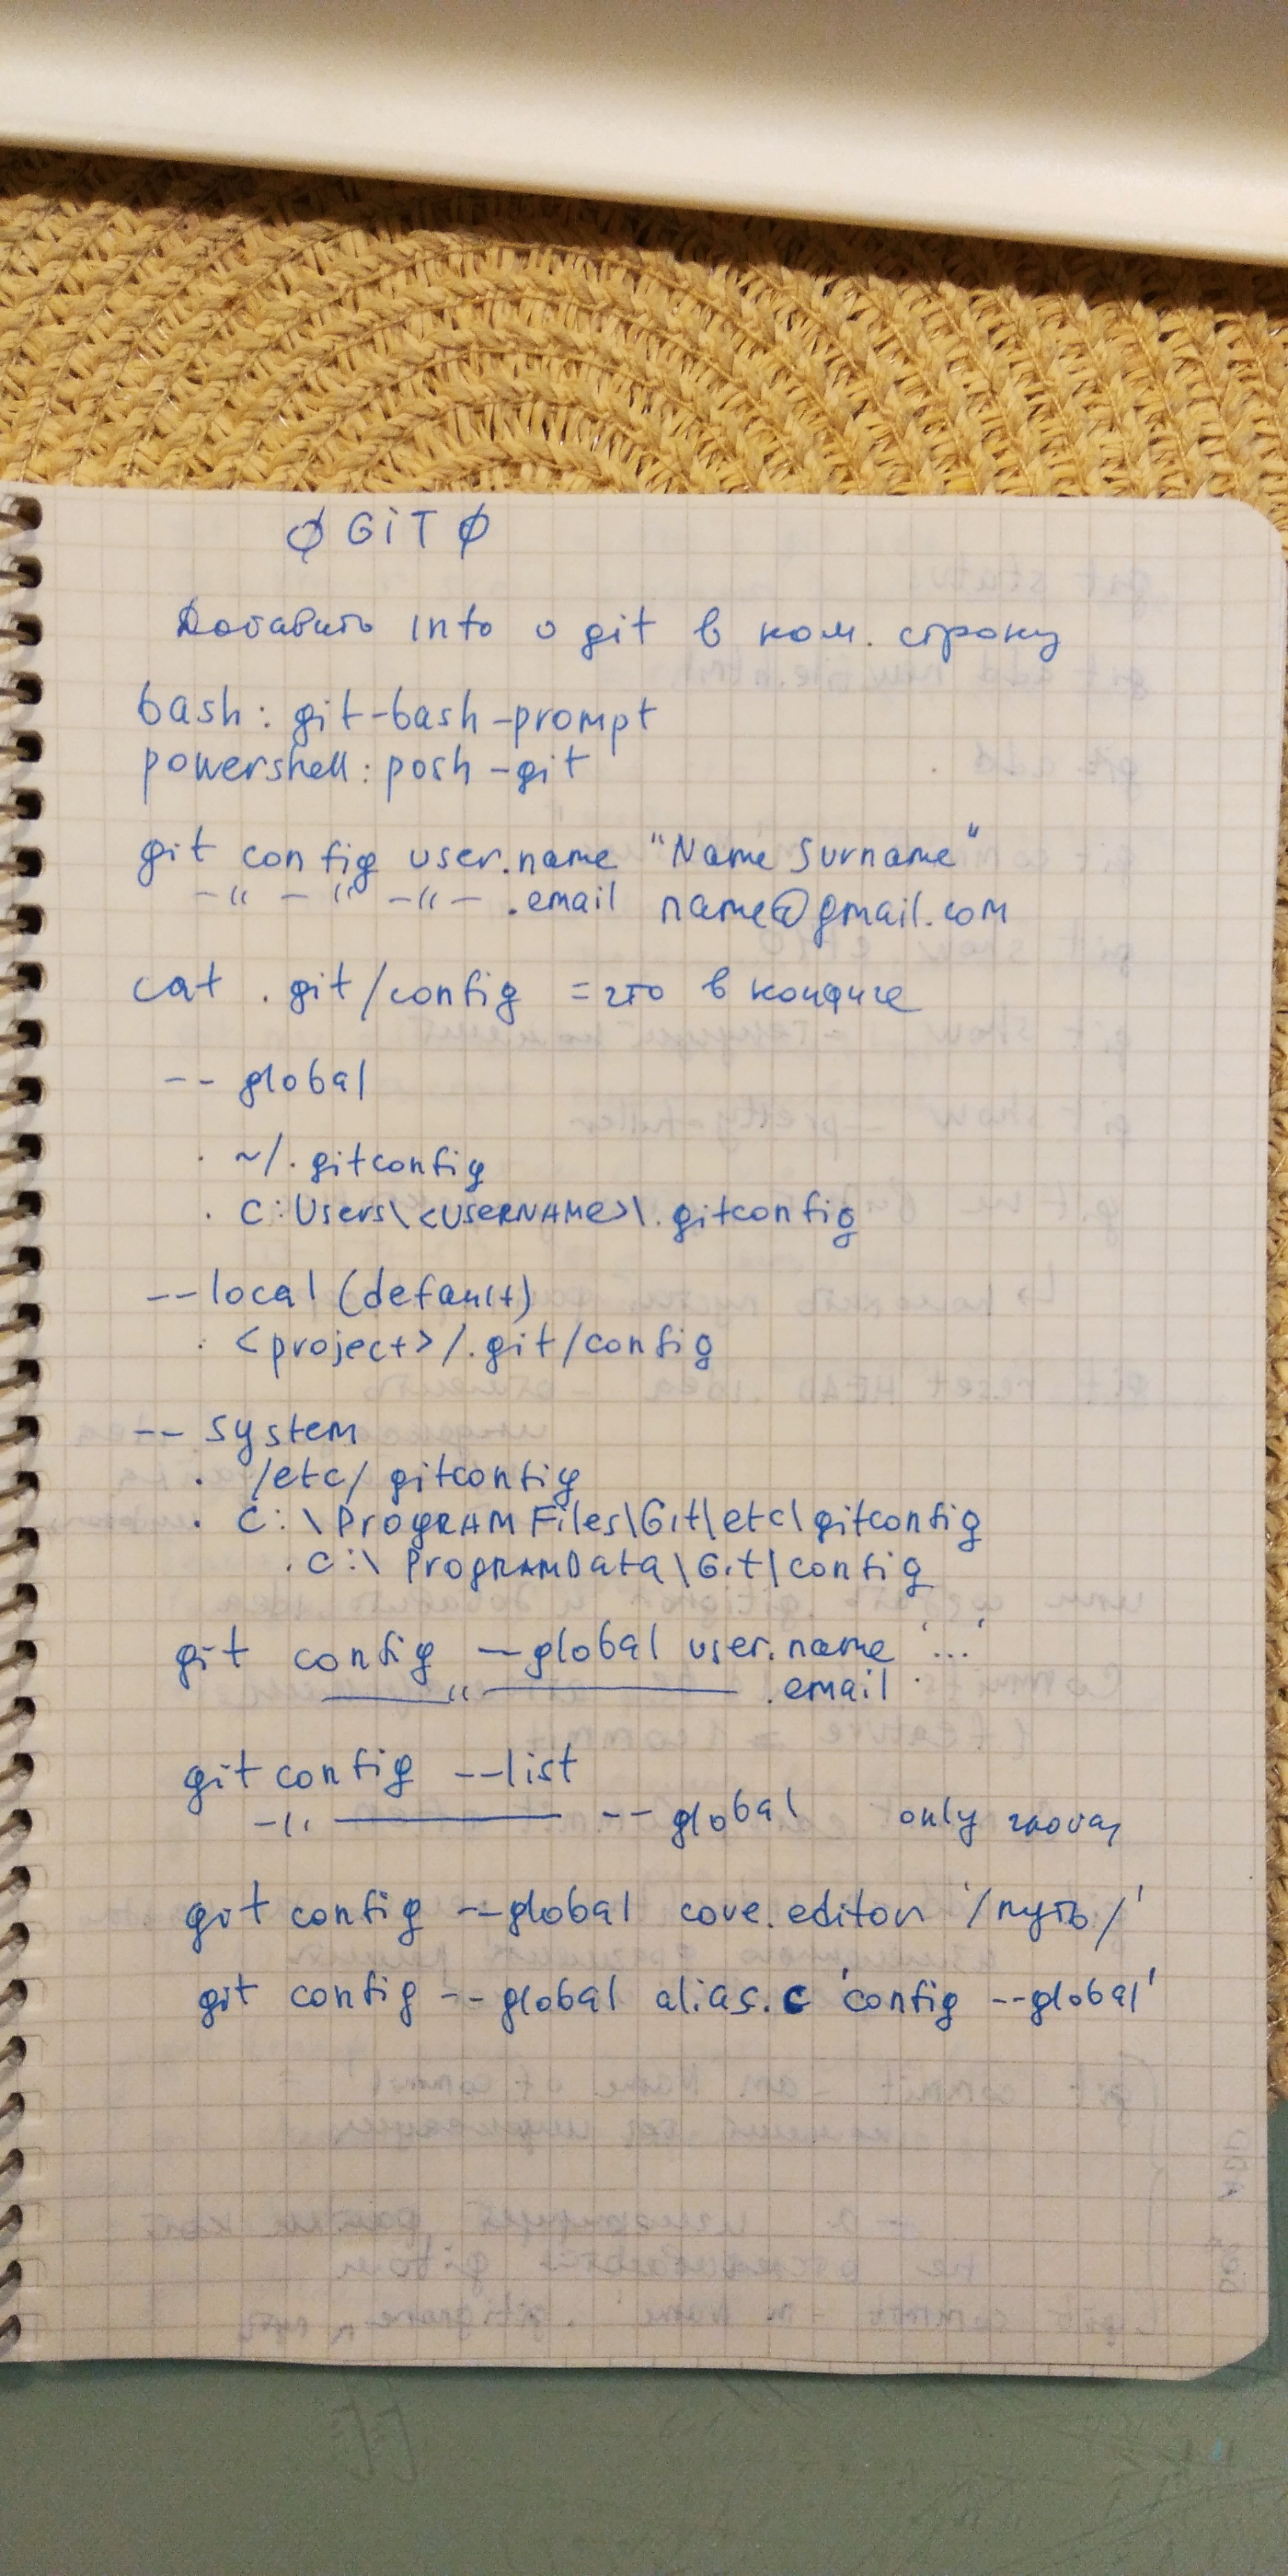 ∅ GiT ∅
Добавить info о git в ком. строку
bash: git-bash-prompt
powershell: posh-git
git config user.name "Name Surname"
-"- -"- -"- .email name@gmail.com
cat .git/config = что в конфиге
-- global
· ~/.gitconfig
· C:Users\<USeRNAMe>\.gitconfig
--local (default)
· <project>/.git/config
-- system
· /etc/gitconfig
· C:\PrOgRAM Files\Git\etc\gitconfig
· C:\ PrOgRAMData\Git\config
git config --global user.name '...'
—"— .email
git config --list
-"— --global only глобал
git config --global core.editor '/путь/'
git config --global alias.c 'config --global'